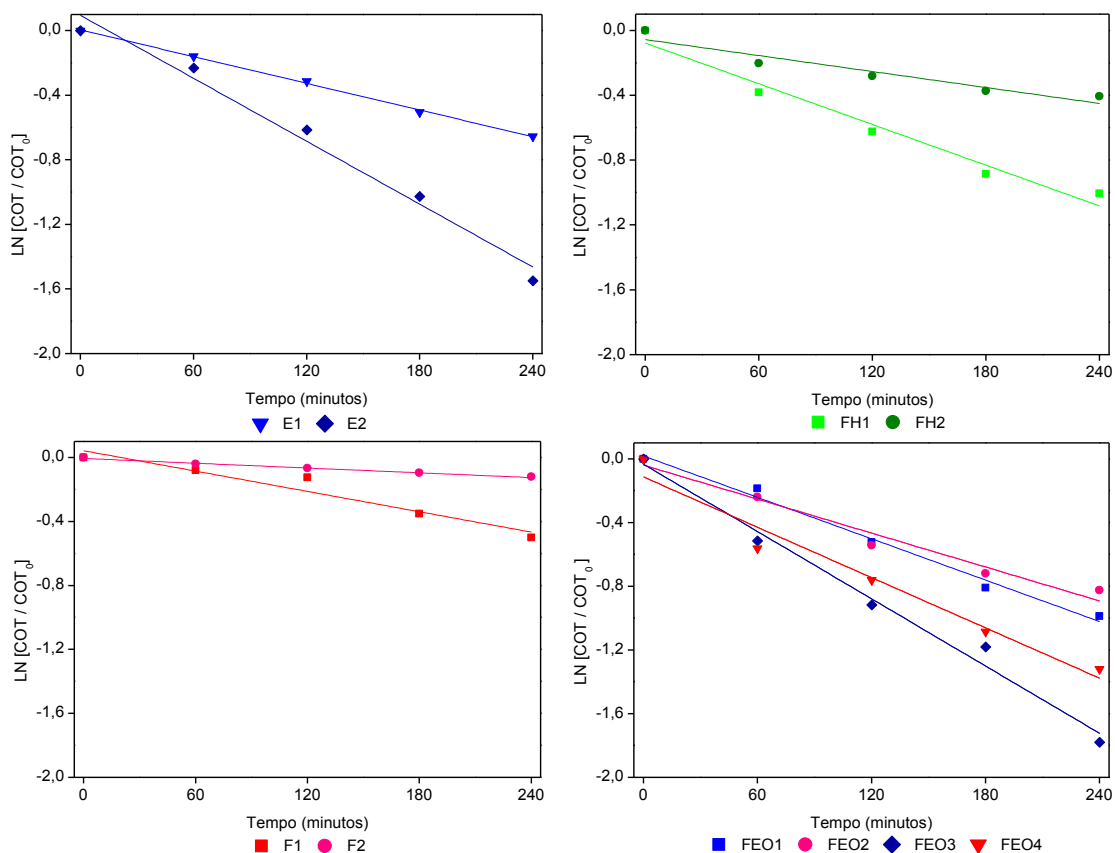 0,0
-0,4
-0,8
-1,2
-1,6
-2,0
LN [COT / COT₀]
0 60 120 180 240
Tempo (minutos)
E1 E2
0,0
-0,4
-0,8
-1,2
-1,6
-2,0
LN [COT / COT₀]
0 60 120 180 240
Tempo (minutos)
FH1 FH2
0,0
-0,4
-0,8
-1,2
-1,6
-2,0
LN [COT / COT₀]
0 60 120 180 240
Tempo (minutos)
F1 F2
0,0
-0,4
-0,8
-1,2
-1,6
-2,0
LN [COT / COT₀]
0 60 120 180 240
Tempo (minutos)
FEO1 FEO2 FEO3 FEO4